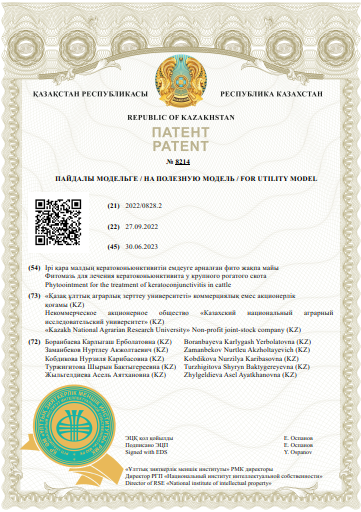 ҚАЗАҚСТАН РЕСПУБЛИКАСЫ РЕСПУБЛИКА КАЗАХСТАН
REPUBLIC OF KAZAKHSTAN
ПАТЕНТ
PATENT
№ 8214
ПАЙДАЛЫ МОДЕЛЬГЕ / НА ПОЛЕЗНУЮ МОДЕЛЬ / FOR UTILITY MODEL
(21) 2022/0828.2
(22) 27.09.2022
(45) 30.06.2023
(54) Ірі қара малдың кератоконъюнктивитін емдеуге арналған фито жақпа майы
Фитомазь для лечения кератоконъюнктивита у крупного рогатого скота
Phytoointment for the treatment of keratoconjunctivitis in cattle
(73) «Қазақ ұлттық аграрлық зерттеу университеті» коммерциялық емес акционерлік
қоғамы (KZ)
Некоммерческое акционерное общество «Казахский национальный аграрный
исследовательский университет» (KZ)
«Kazakh National Agrarian Research University» Non-profit joint-stock company (KZ)
(72) Боранбаева Карлыгаш Ерболатовна (KZ) Boranbayeva Karlygash Yerbolatovna (KZ)
Заманбеков Нуртлеу Акжолтаевич (KZ) Zamanbekov Nurtleu Akzholtayevich (KZ)
Кобдикова Нургизля Карибасовна (KZ) Kobdikova Nurzilya Karibasovna (KZ)
Туржигитова Шырын Бактыгереевна (KZ) Turzhigitova Shyryn Baktygereyevna (KZ)
Жылгелдиева Асель Аятхановна (KZ) Zhylgeldieva Asel Ayatkhanovna (KZ)
ЭЦҚ қол қойылды Е. Оспанов
Подписано ЭЦП Е. Оспанов
Signed with EDS Y. Ospanov
«Ұлттық зияткерлік меншік институты» РМК директоры
Директор РГП «Национальный институт интеллектуальной собственности»
Director of RSE «National institute of intellectual property»